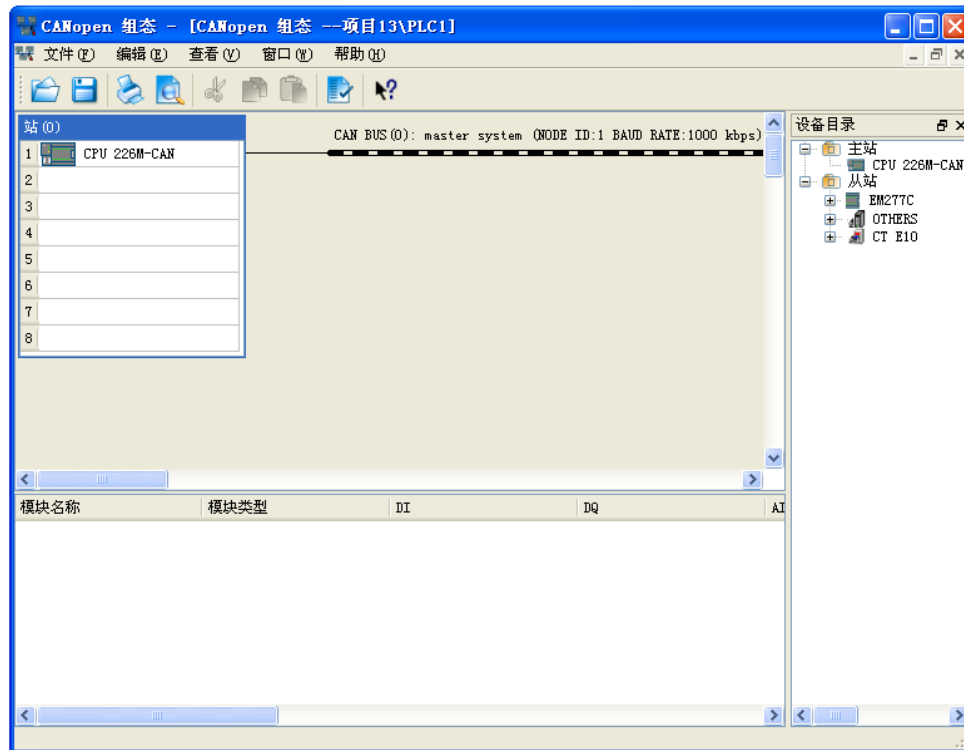 CANopen 组态 - [CANopen 组态 --项目13\PLC1]
文件(F) 编辑(E) 查看(V) 窗口(W) 帮助(H)
站(0)
1 CPU 226M-CAN
2
3
4
5
6
7
8
CAN BUS(0): master system (NODE ID:1 BAUD RATE:1000 kbps)
设备目录
主站
CPU 226M-CAN
从站
EM277C
OTHERS
CT E10
模块名称 模块类型 DI DQ AI